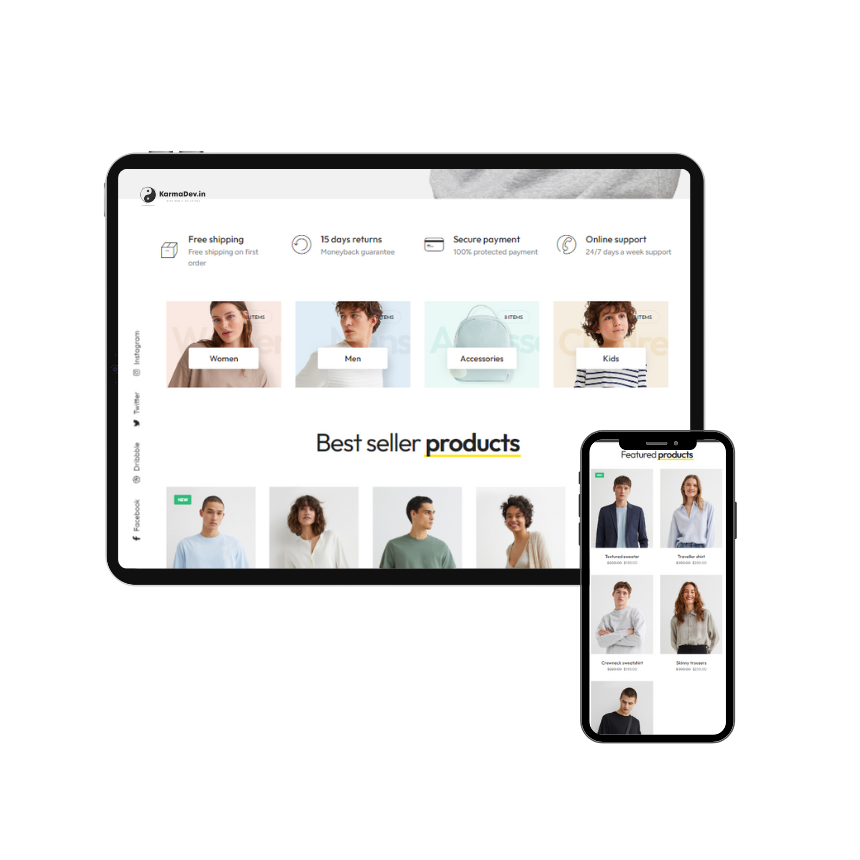 KarmaDev.in
Free shipping
Free shipping on first
order
15 days returns
Moneyback guarantee
Secure payment
100% protected payment
Online support
24/7 days a week support
ITEMS
Women
TEMS
Men
8 ITEMS
Accessories
ITEMS
Kids
Instagram
Twitter
Dribbble
Facebook
Best seller products
NEW
Featured products
Textured sweater
Traveller shirt
Crewneck sweatshirt
Skinny trousers